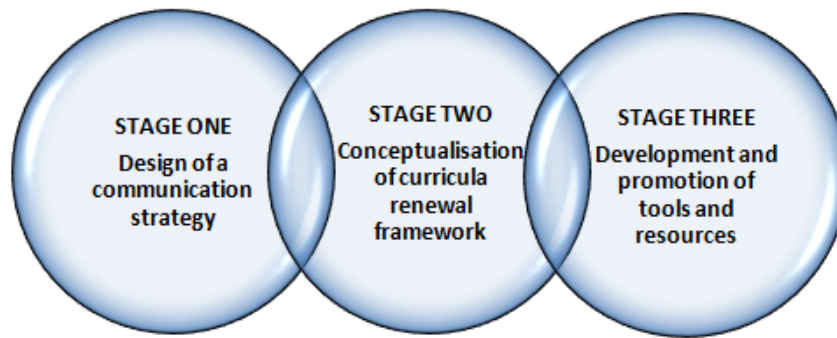 STAGE ONE
Design of a
communication
strategy
STAGE TWO
Conceptualisation
of curricula
renewal
framework
STAGE THREE
Development and
promotion of
tools and
resources